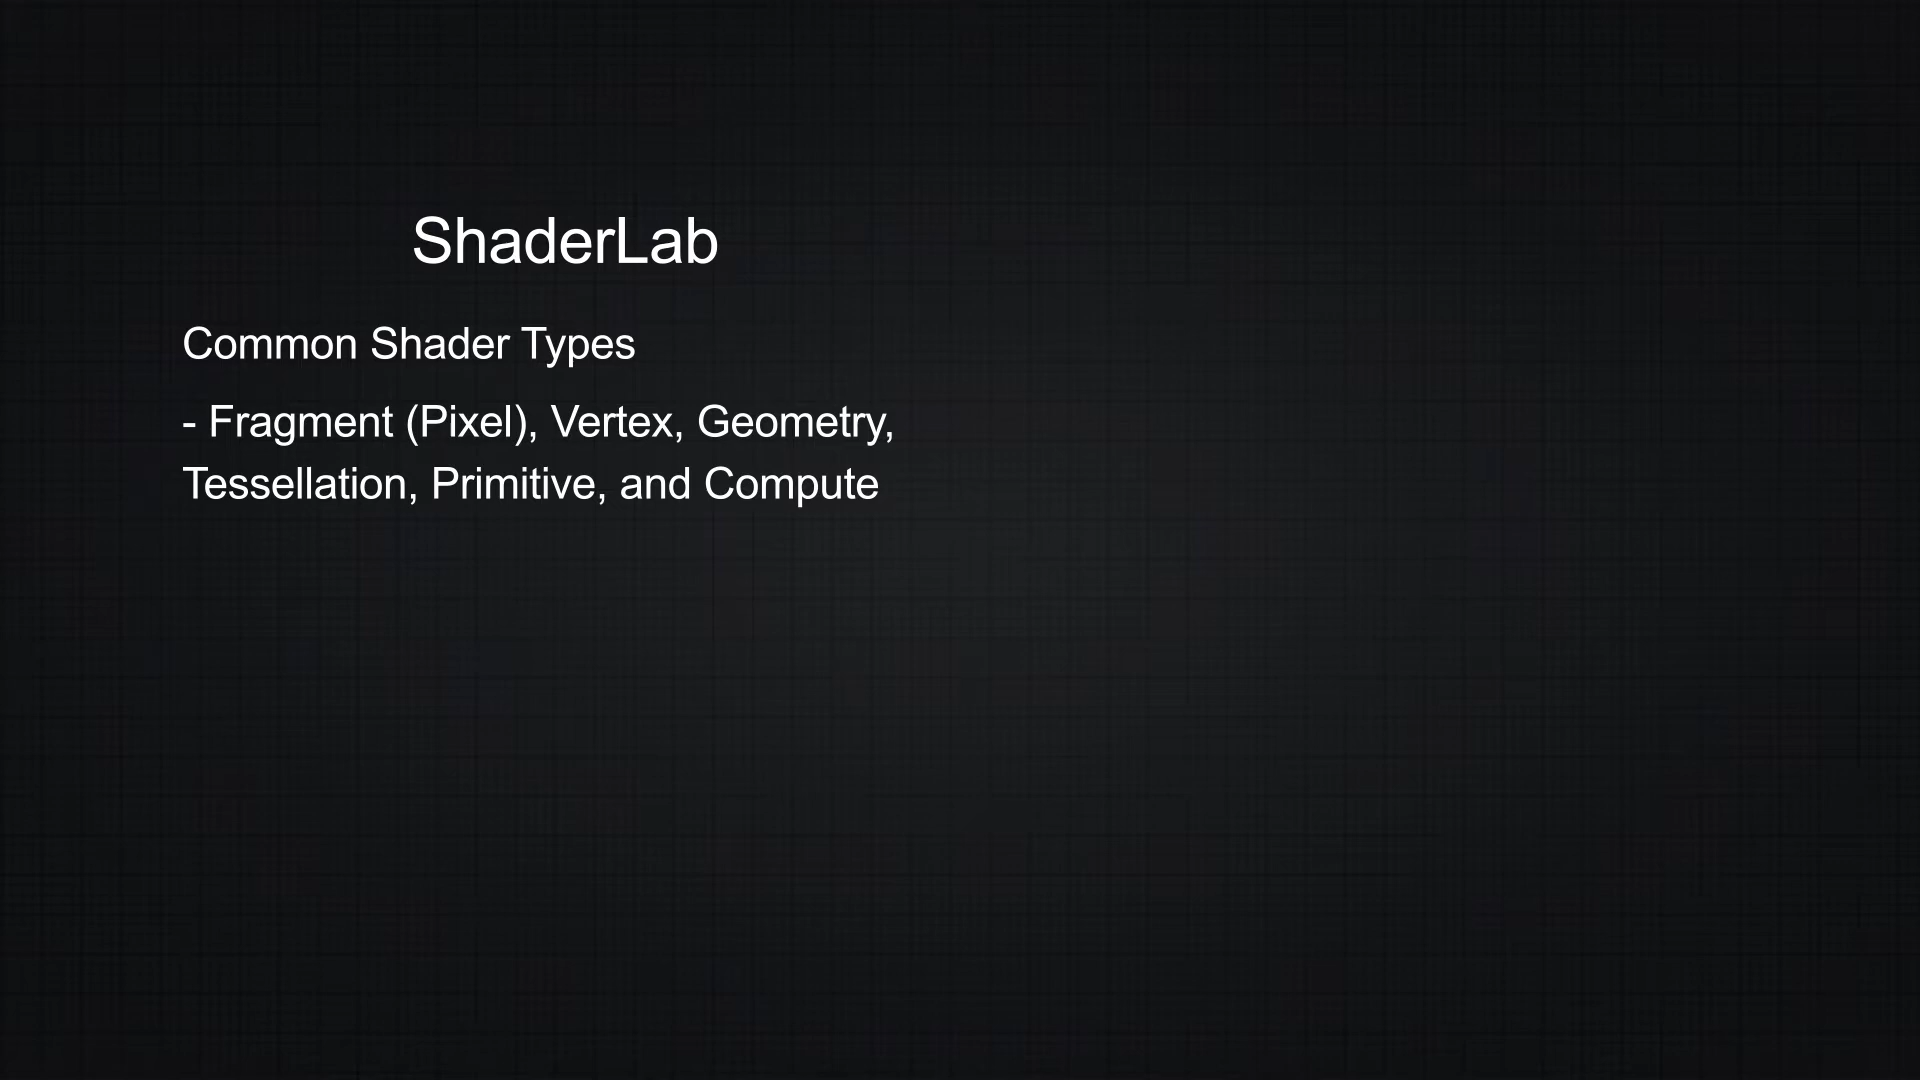 ShaderLab
Common Shader Types
- Fragment (Pixel), Vertex, Geometry,
Tessellation, Primitive, and Compute